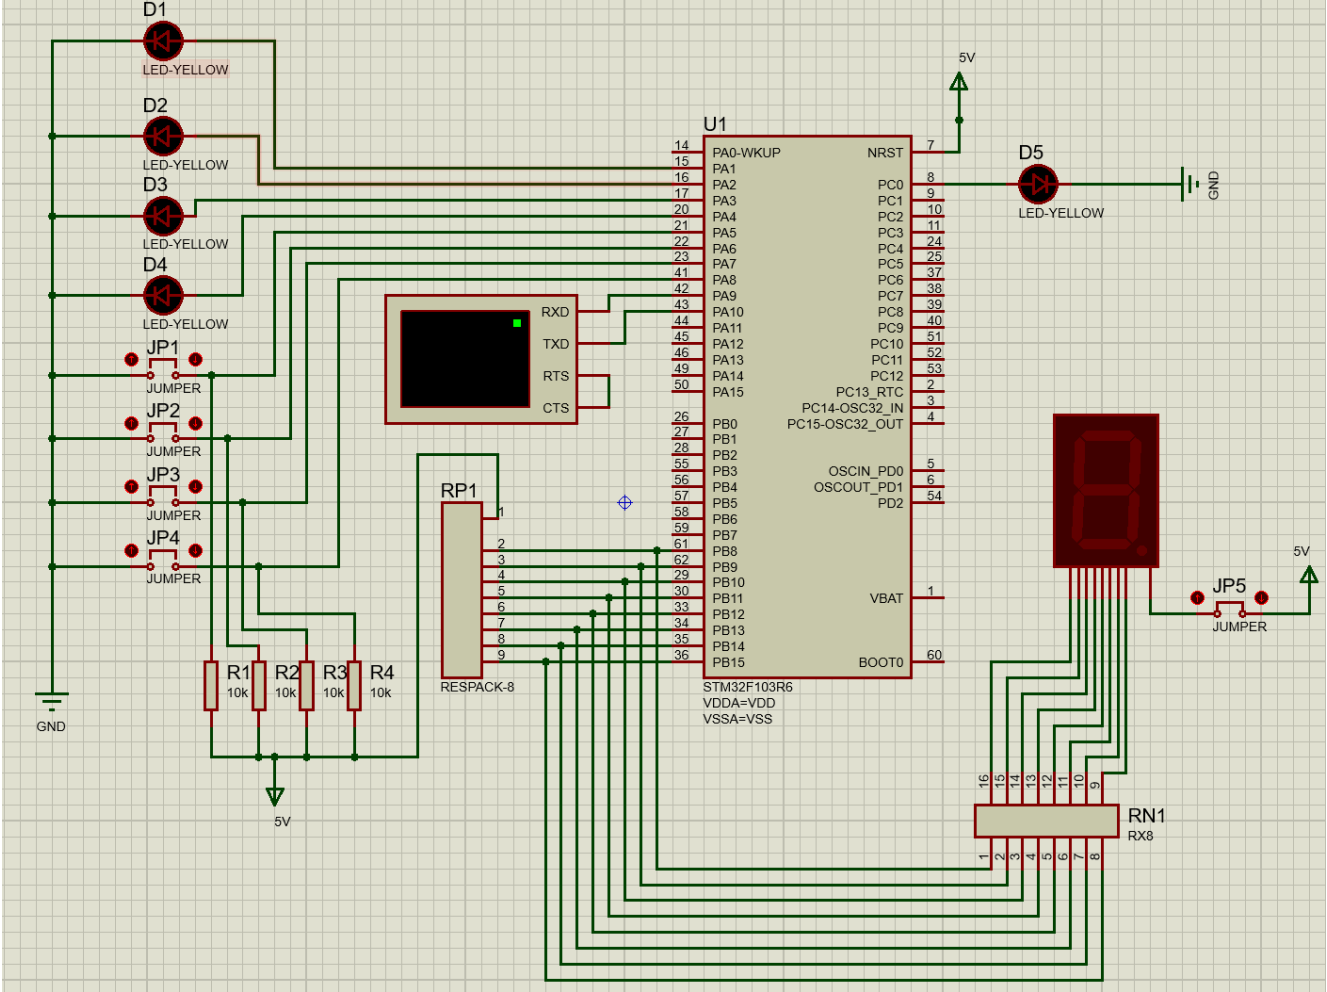 D1
LED-YELLOW
D2
LED-YELLOW
D3
LED-YELLOW
D4
LED-YELLOW
JP1
JUMPER
JP2
JUMPER
JP3
JUMPER
JP4
JUMPER
R1
10k
R2
10k
R3
10k
R4
10k
GND
5V
RXD
TXD
RTS
CTS
RP1
1
2
3
4
5
6
7
8
9
RESPACK-8
U1
14 PA0-WKUP
15 PA1
16 PA2
17 PA3
20 PA4
21 PA5
22 PA6
23 PA7
41 PA8
42 PA9
43 PA10
44 PA11
45 PA12
46 PA13
49 PA14
50 PA15
26 PB0
27 PB1
28 PB2
55 PB3
56 PB4
57 PB5
58 PB6
59 PB7
61 PB8
62 PB9
29 PB10
30 PB11
33 PB12
34 PB13
35 PB14
36 PB15
NRST 7
PC0 8
PC1 9
PC2 10
PC3 11
PC4 24
PC5 25
PC6 37
PC7 38
PC8 39
PC9 40
PC10 51
PC11 52
PC12 53
PC13_RTC 2
PC14-OSC32_IN 3
PC15-OSC32_OUT 4
OSCIN_PD0 5
OSCOUT_PD1 6
PD2 54
VBAT 1
BOOT0 60
STM32F103R6
VDDA=VDD
VSSA=VSS
5V
D5
LED-YELLOW
GND
5V
JP5
JUMPER
16 15 14 13 12 11 10 9
RN1
RX8
1 2 3 4 5 6 7 8